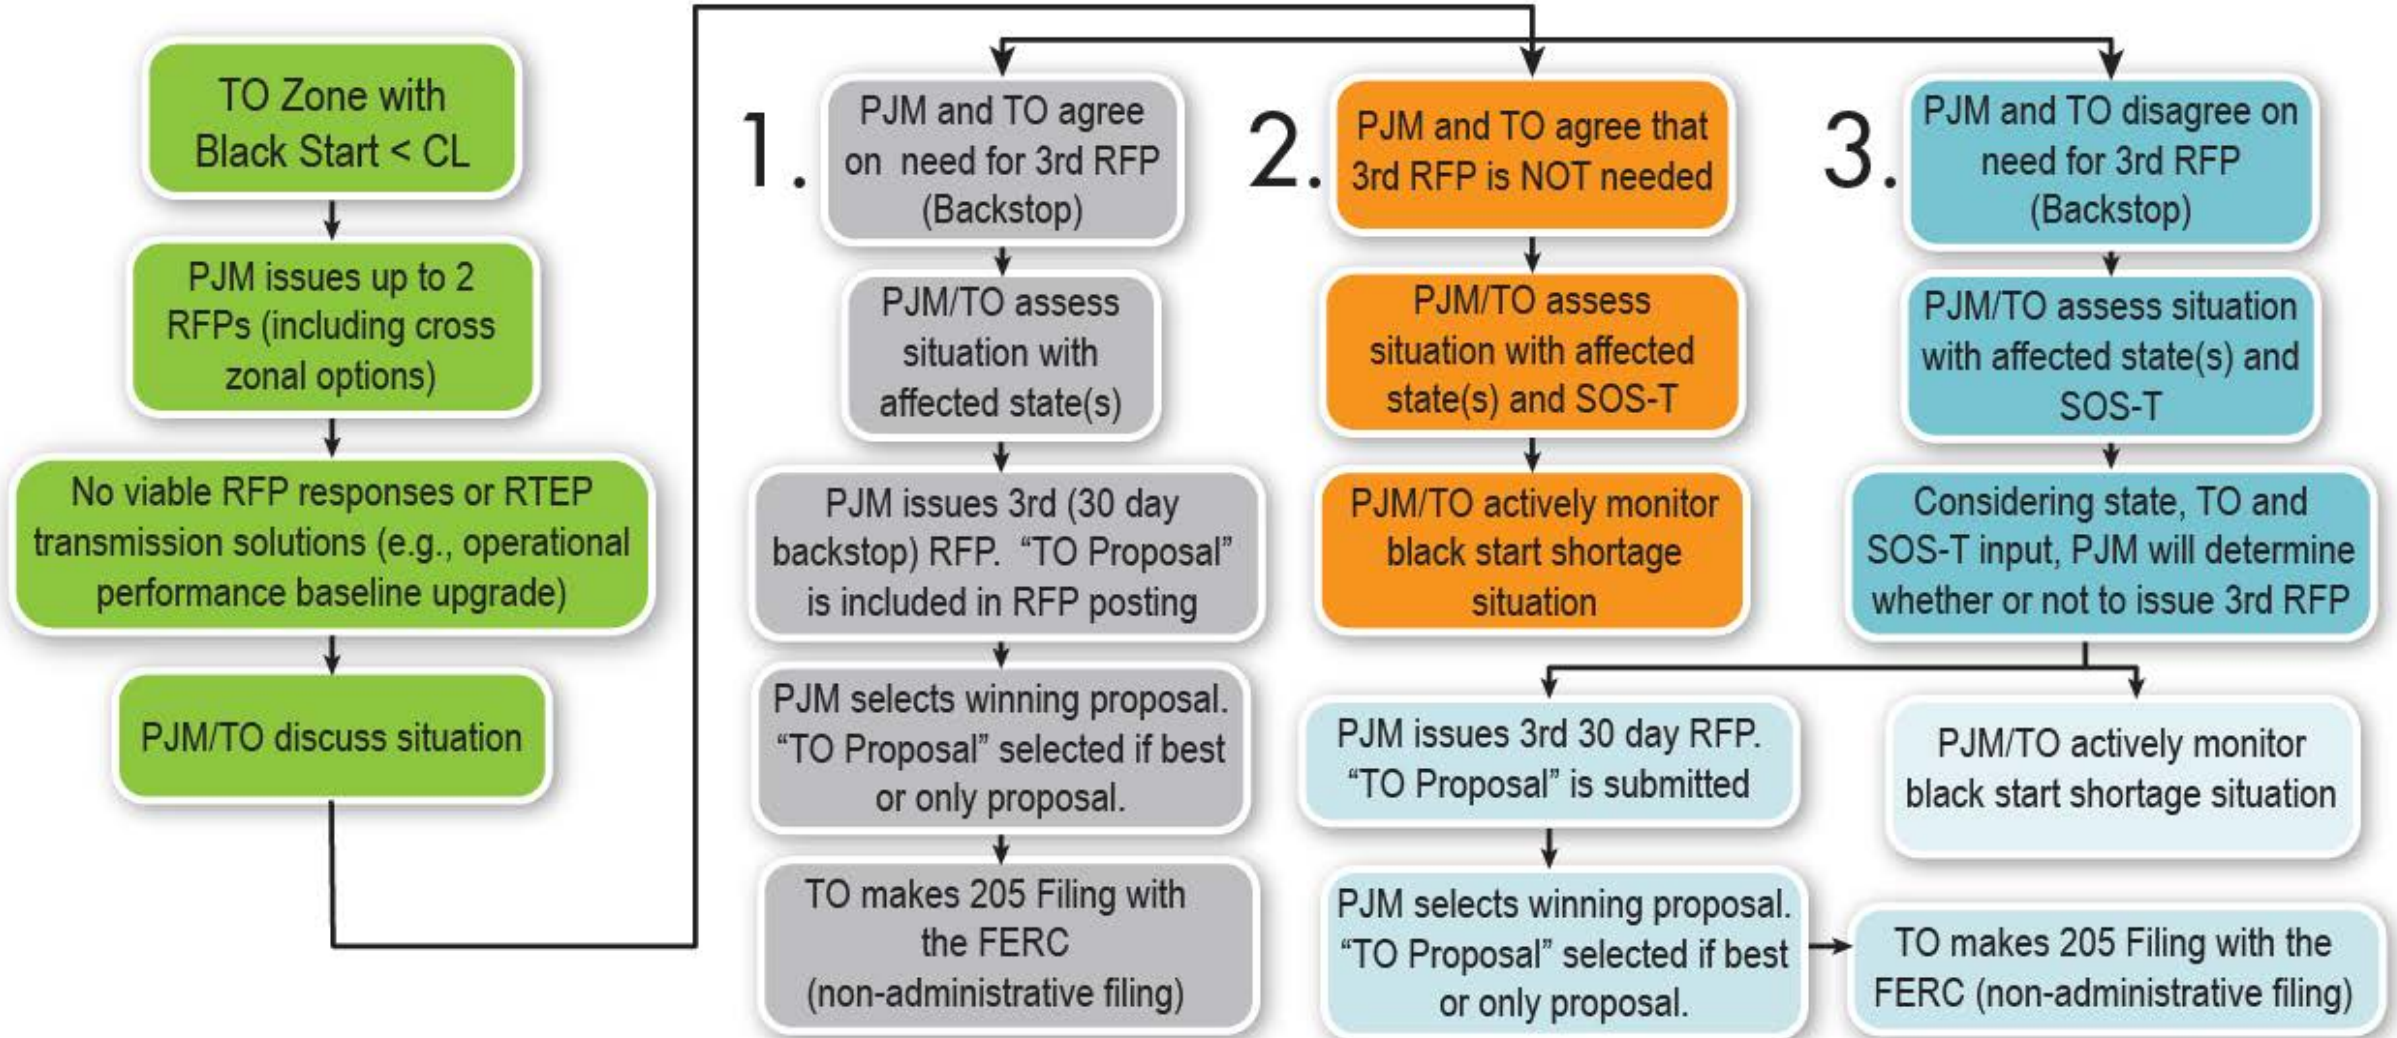 TO Zone with
Black Start < CL
PJM issues up to 2
RFPs (including cross
zonal options)
No viable RFP responses or RTEP
transmission solutions (e.g., operational
performance baseline upgrade)
PJM/TO discuss situation
1.
PJM and TO agree
on need for 3rd RFP
(Backstop)
PJM/TO assess
situation with
affected state(s)
PJM issues 3rd (30 day
backstop) RFP. “TO Proposal”
is included in RFP posting
PJM selects winning proposal.
“TO Proposal” selected if best
or only proposal.
TO makes 205 Filing with
the FERC
(non-administrative filing)
2.
PJM and TO agree that
3rd RFP is NOT needed
PJM/TO assess
situation with affected
state(s) and SOS-T
PJM/TO actively monitor
black start shortage
situation
3.
PJM and TO disagree on
need for 3rd RFP
(Backstop)
PJM/TO assess situation
with affected state(s) and
SOS-T
Considering state, TO and
SOS-T input, PJM will determine
whether or not to issue 3rd RFP
PJM issues 3rd 30 day RFP.
“TO Proposal” is submitted
PJM selects winning proposal.
“TO Proposal” selected if best
or only proposal.
TO makes 205 Filing with the
FERC (non-administrative filing)
PJM/TO actively monitor
black start shortage situation